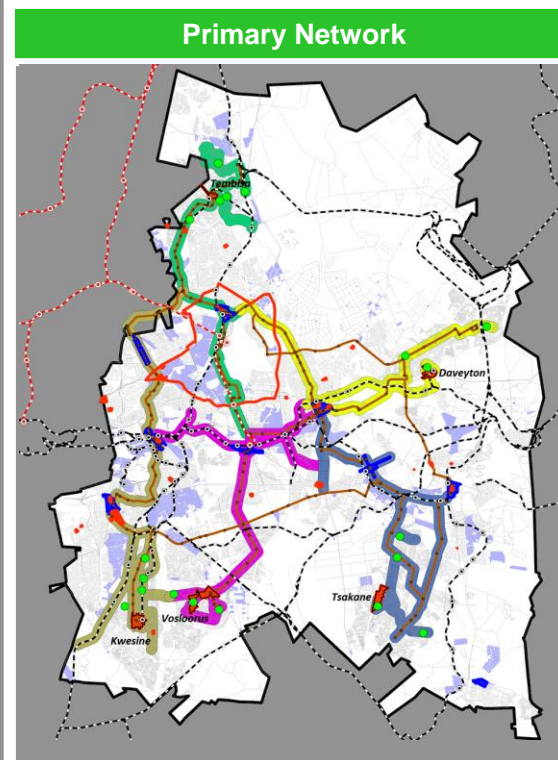 Primary Network
Tembisa
Daveyton
Tsakane
Vosloorus
Kwesine